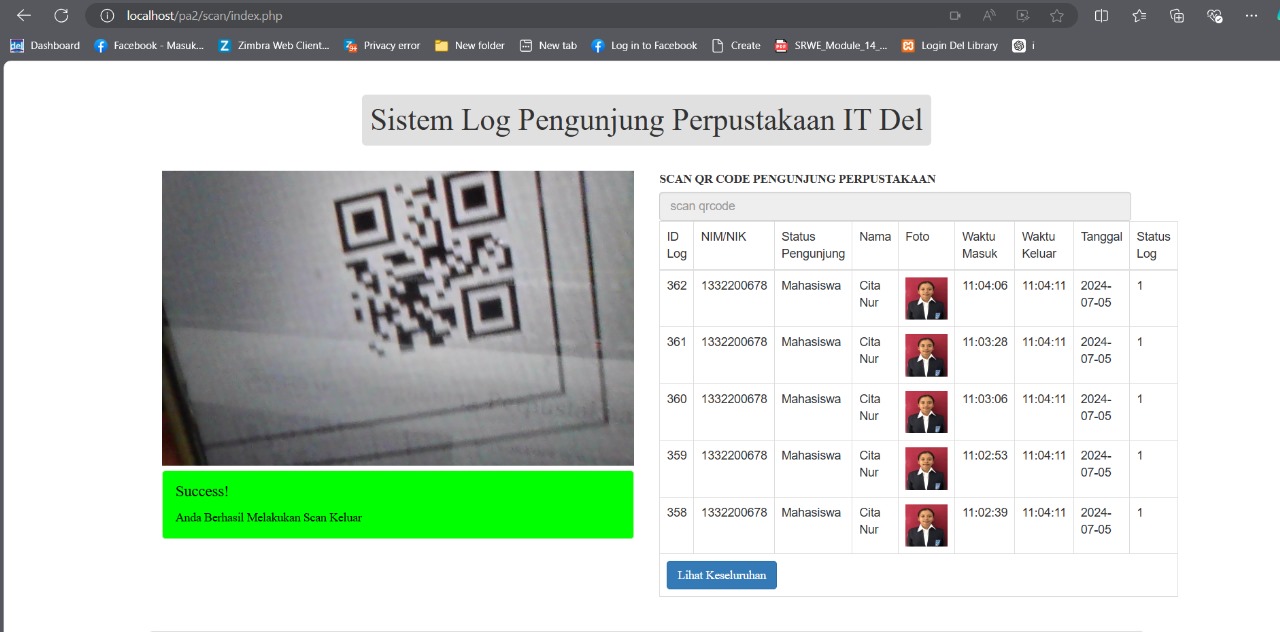 localhost/pa2/scan/index.php
Dashboard Facebook - Masuk... Zimbra Web Client... Privacy error New folder New tab Log in to Facebook Create SRWE_Module_14_... Login Del Library i
Sistem Log Pengunjung Perpustakaan IT Del
SCAN QR CODE PENGUNJUNG PERPUSTAKAAN
scan qrcode
ID Log NIM/NIK Status Pengunjung Nama Foto Waktu Masuk Waktu Keluar Tanggal Status Log
362 1332200678 Mahasiswa Cita Nur 11:04:06 11:04:11 2024-07-05 1
361 1332200678 Mahasiswa Cita Nur 11:03:28 11:04:11 2024-07-05 1
360 1332200678 Mahasiswa Cita Nur 11:03:06 11:04:11 2024-07-05 1
359 1332200678 Mahasiswa Cita Nur 11:02:53 11:04:11 2024-07-05 1
358 1332200678 Mahasiswa Cita Nur 11:02:39 11:04:11 2024-07-05 1
Lihat Keseluruhan
Success!
Anda Berhasil Melakukan Scan Keluar